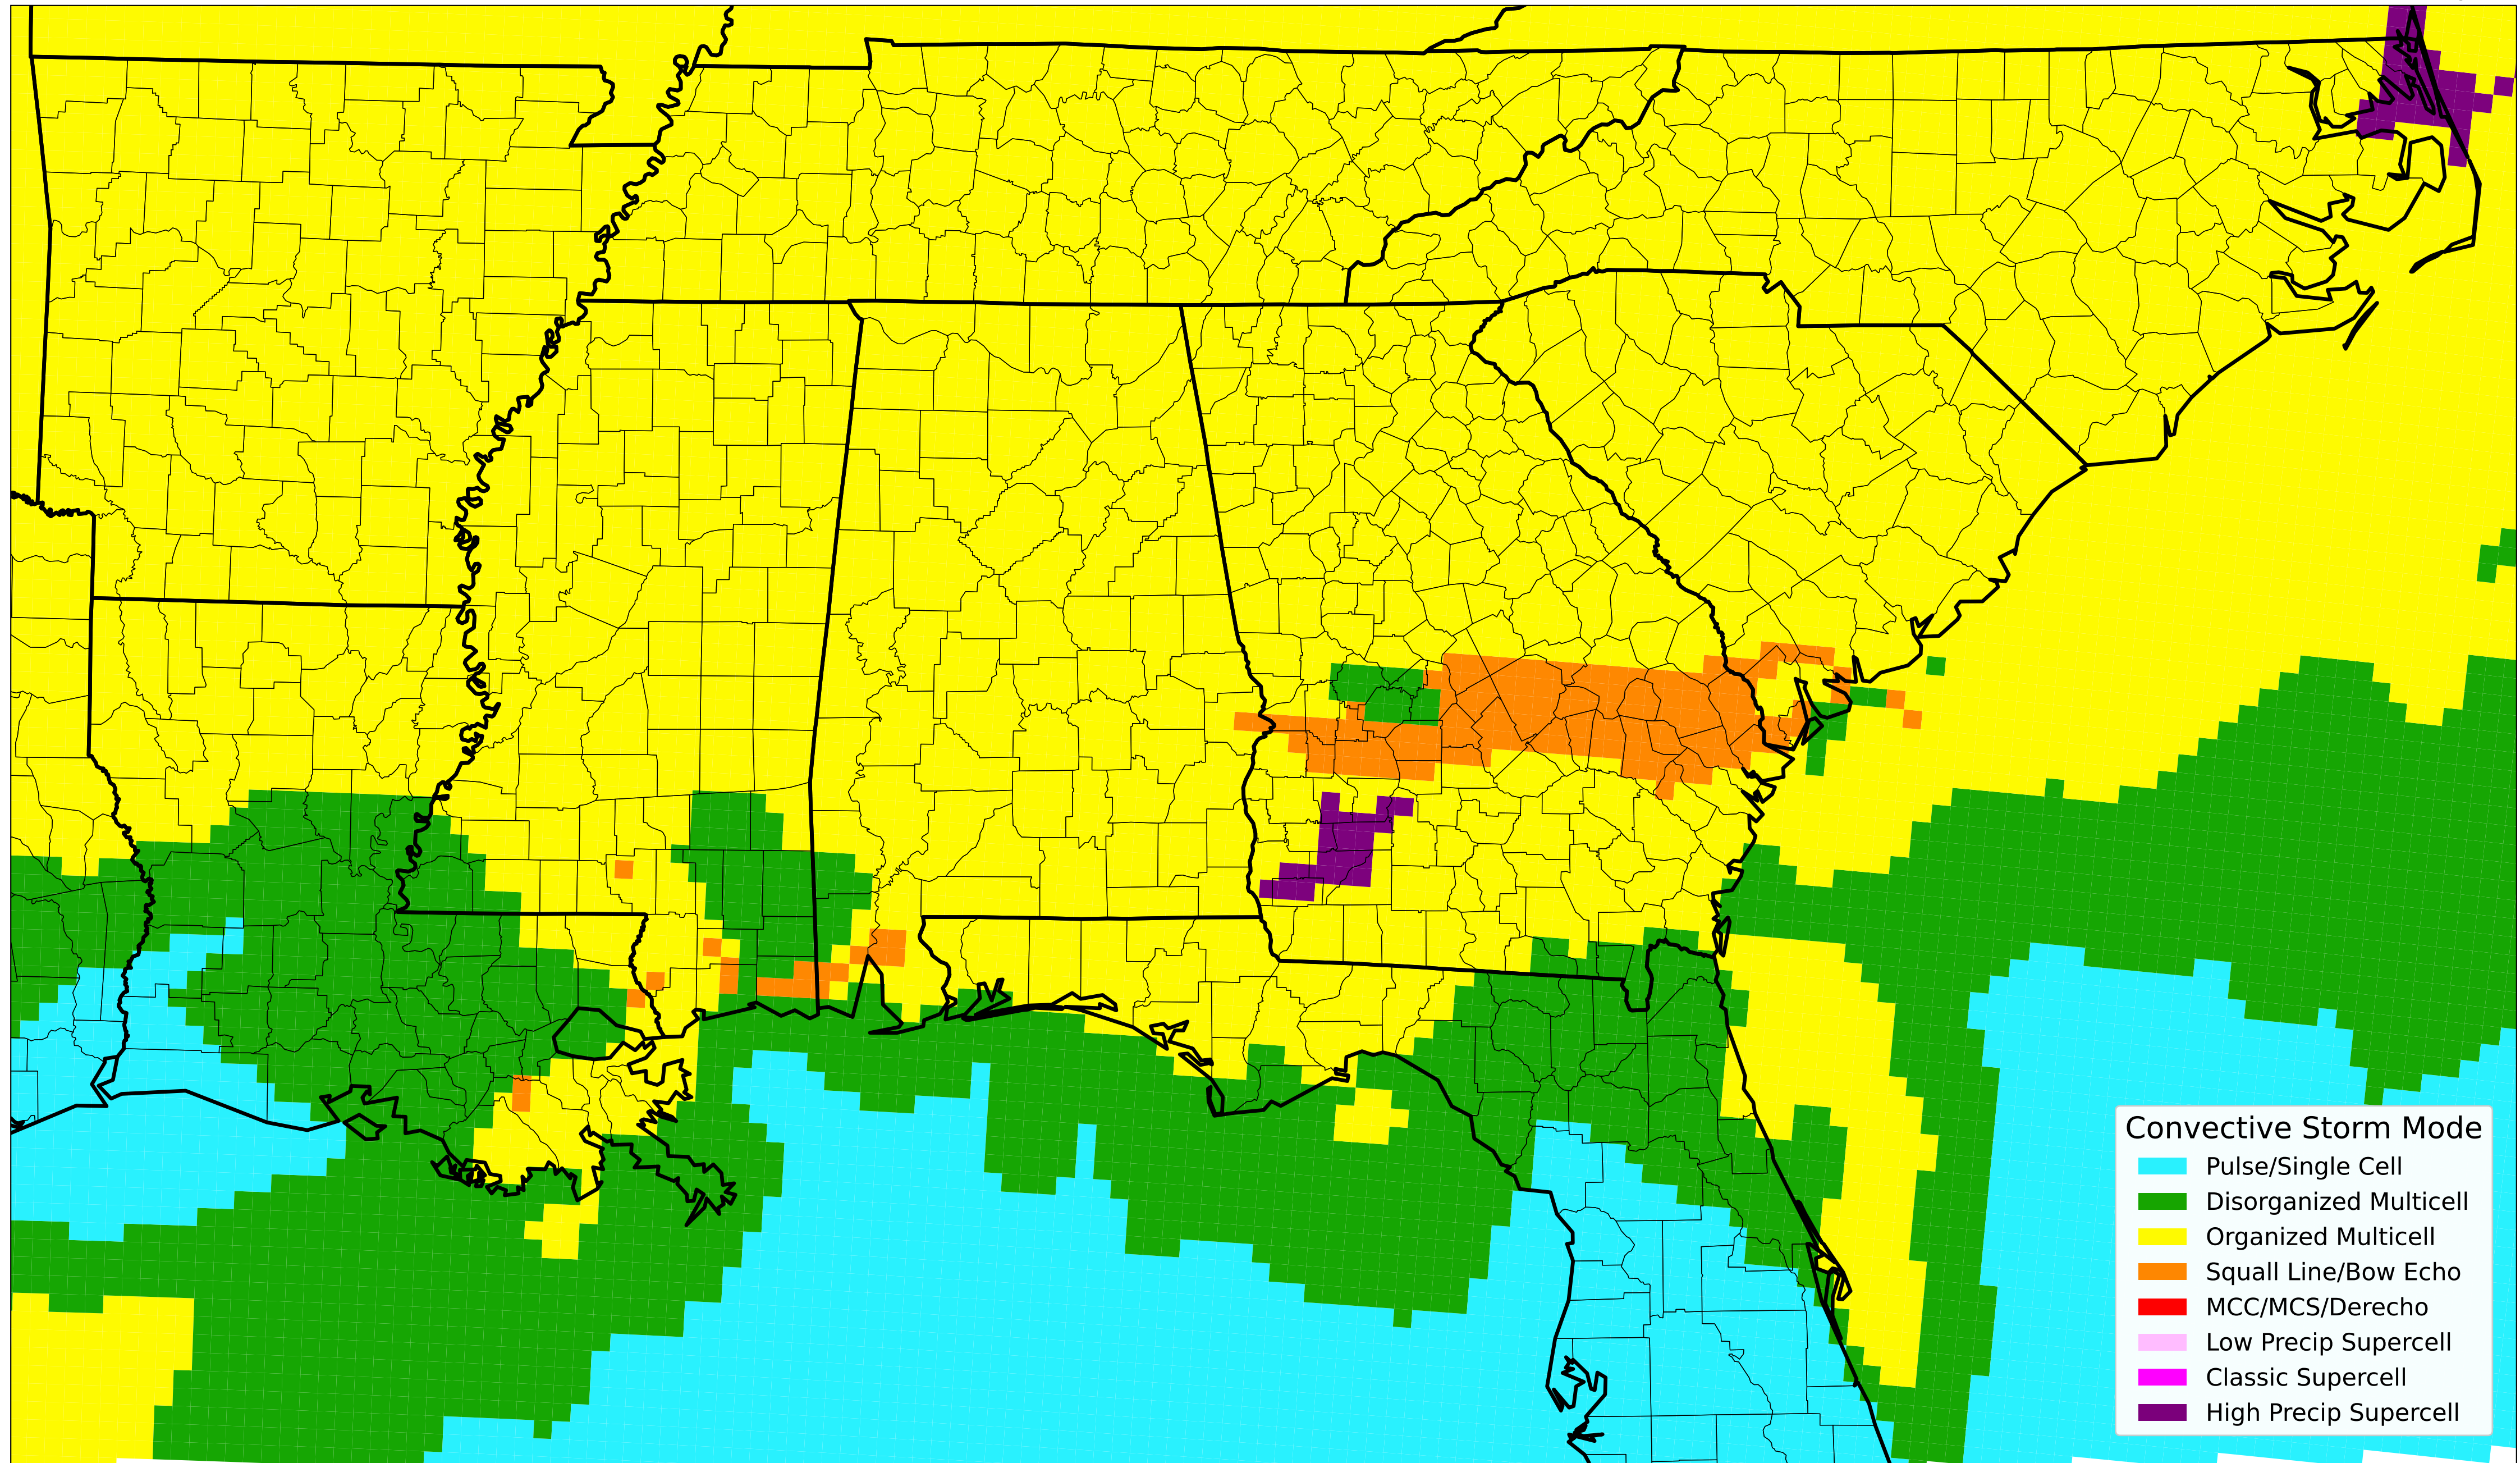 Convective Storm Mode
Pulse/Single Cell
Disorganized Multicell
Organized Multicell
Squall Line/Bow Echo
MCC/MCS/Derecho
Low Precip Supercell
Classic Supercell
High Precip Supercell